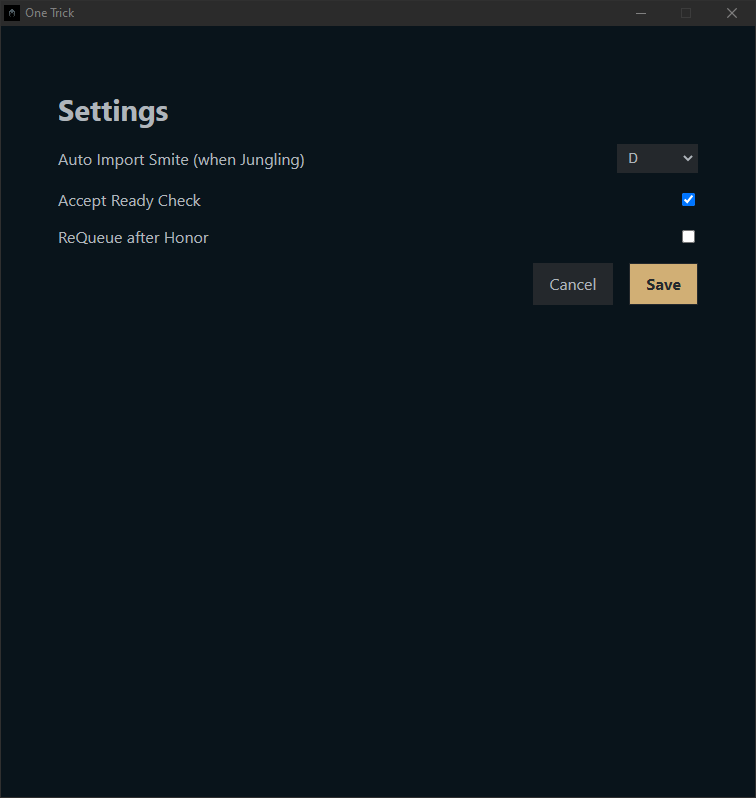 One Trick
Settings
Auto Import Smite (when Jungling) D
Accept Ready Check
ReQueue after Honor
Cancel Save